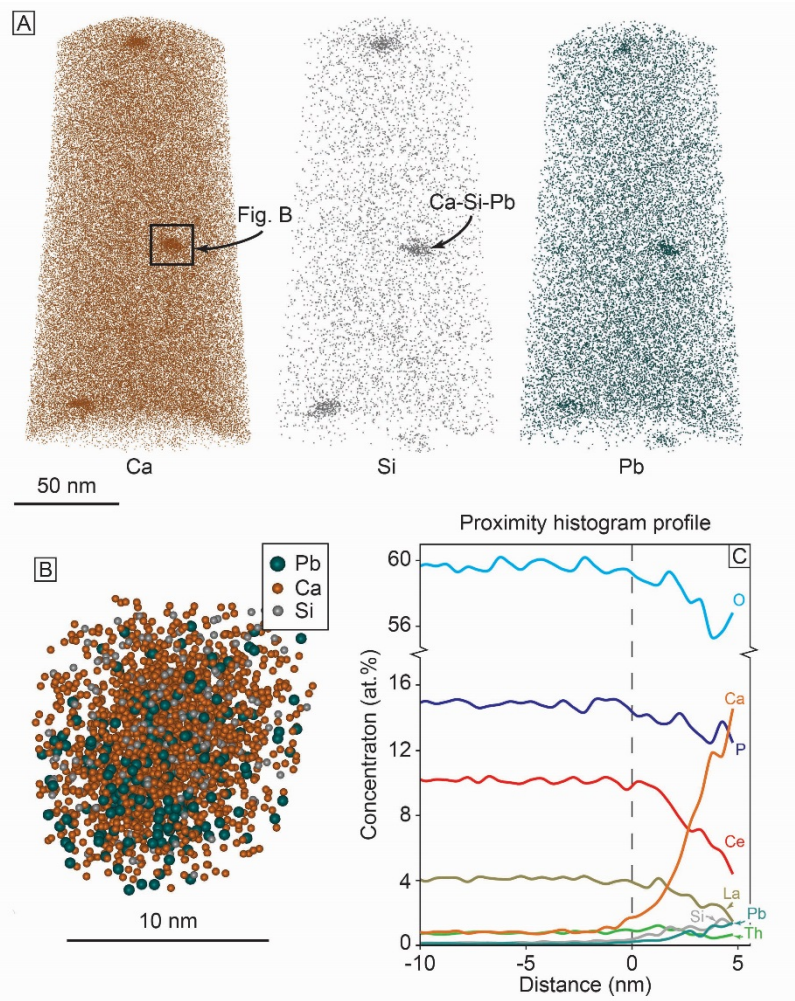 A
Fig. B
Ca-Si-Pb
Ca
Si
Pb
50 nm
B
Pb
Ca
Si
10 nm
Proximity histogram profile
C
Concentraton (at.%)
60
56
16
12
8
4
0
O
Ca
P
Ce
La
Si
Pb
Th
-10
-5
0
5
Distance (nm)